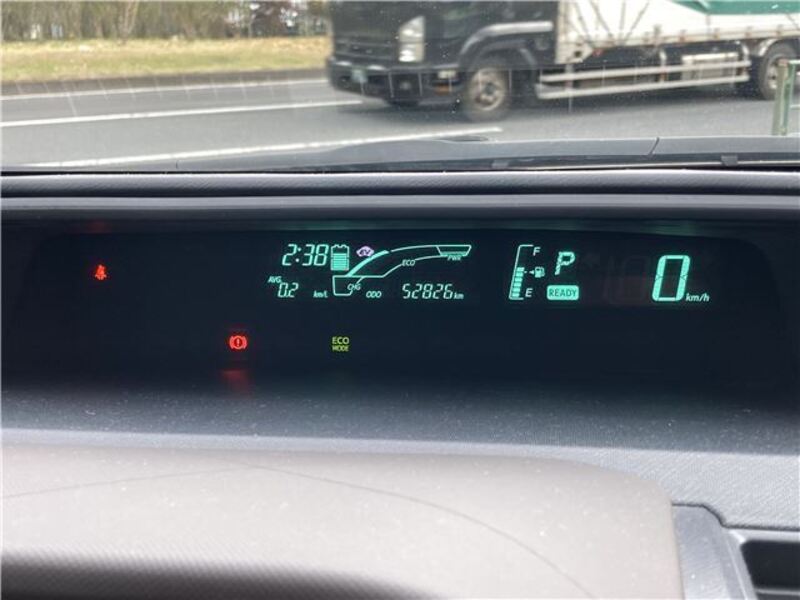 2:38
ECO
PWR
CHG
AVG
0.2 km/L
ODO 52826 km
F
E
P
READY
0 km/h
ECO
MODE